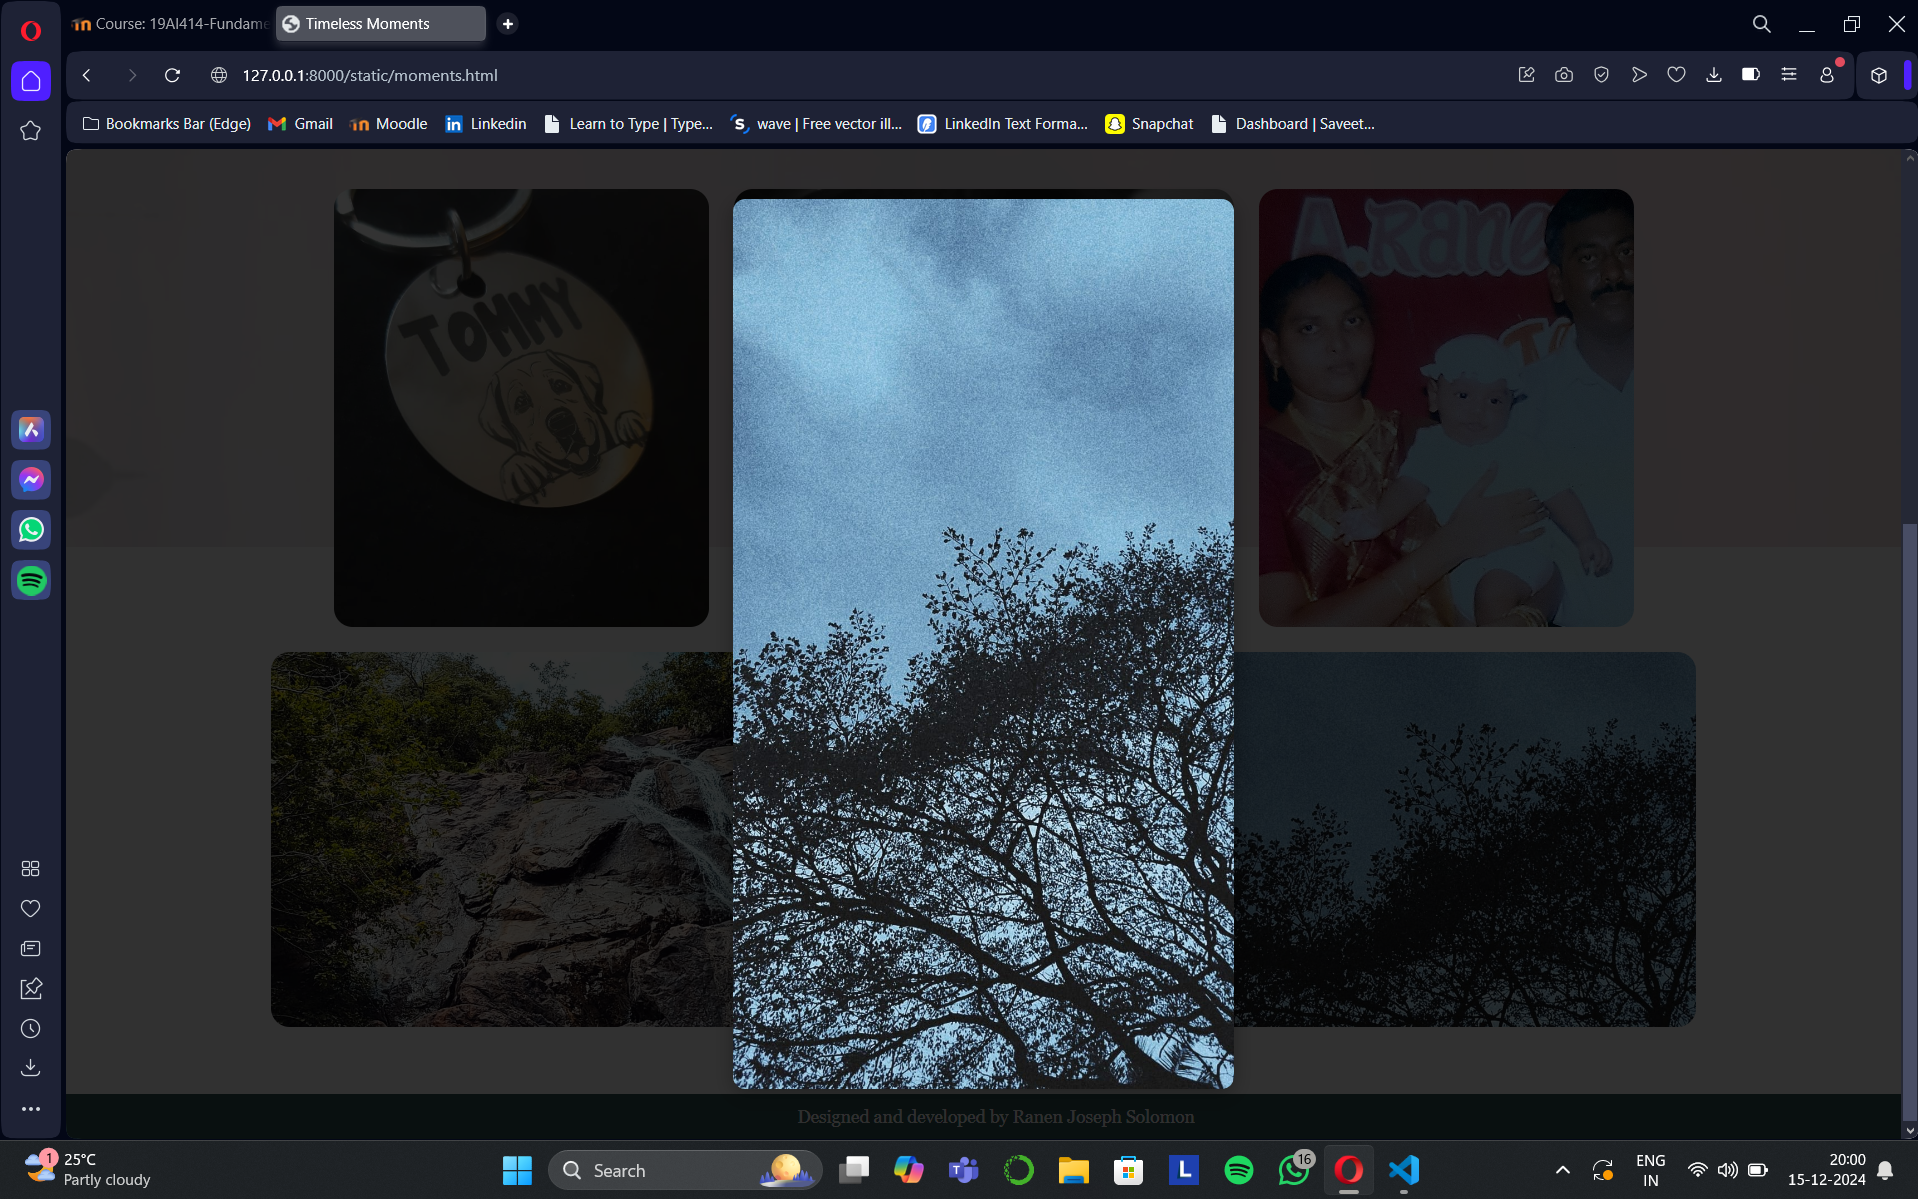 Course: 19AI414-Fundame
Timeless Moments
127.0.0.1:8000/static/moments.html
Bookmarks Bar (Edge)
Gmail
Moodle
Linkedin
Learn to Type | Type...
wave | Free vector ill...
LinkedIn Text Forma...
Snapchat
Dashboard | Saveet...
TOMMY
A.Rane
Designed and developed by Ranen Joseph Solomon
1
25°C
Partly cloudy
Search
L
16
ENG
IN
20:00
15-12-2024